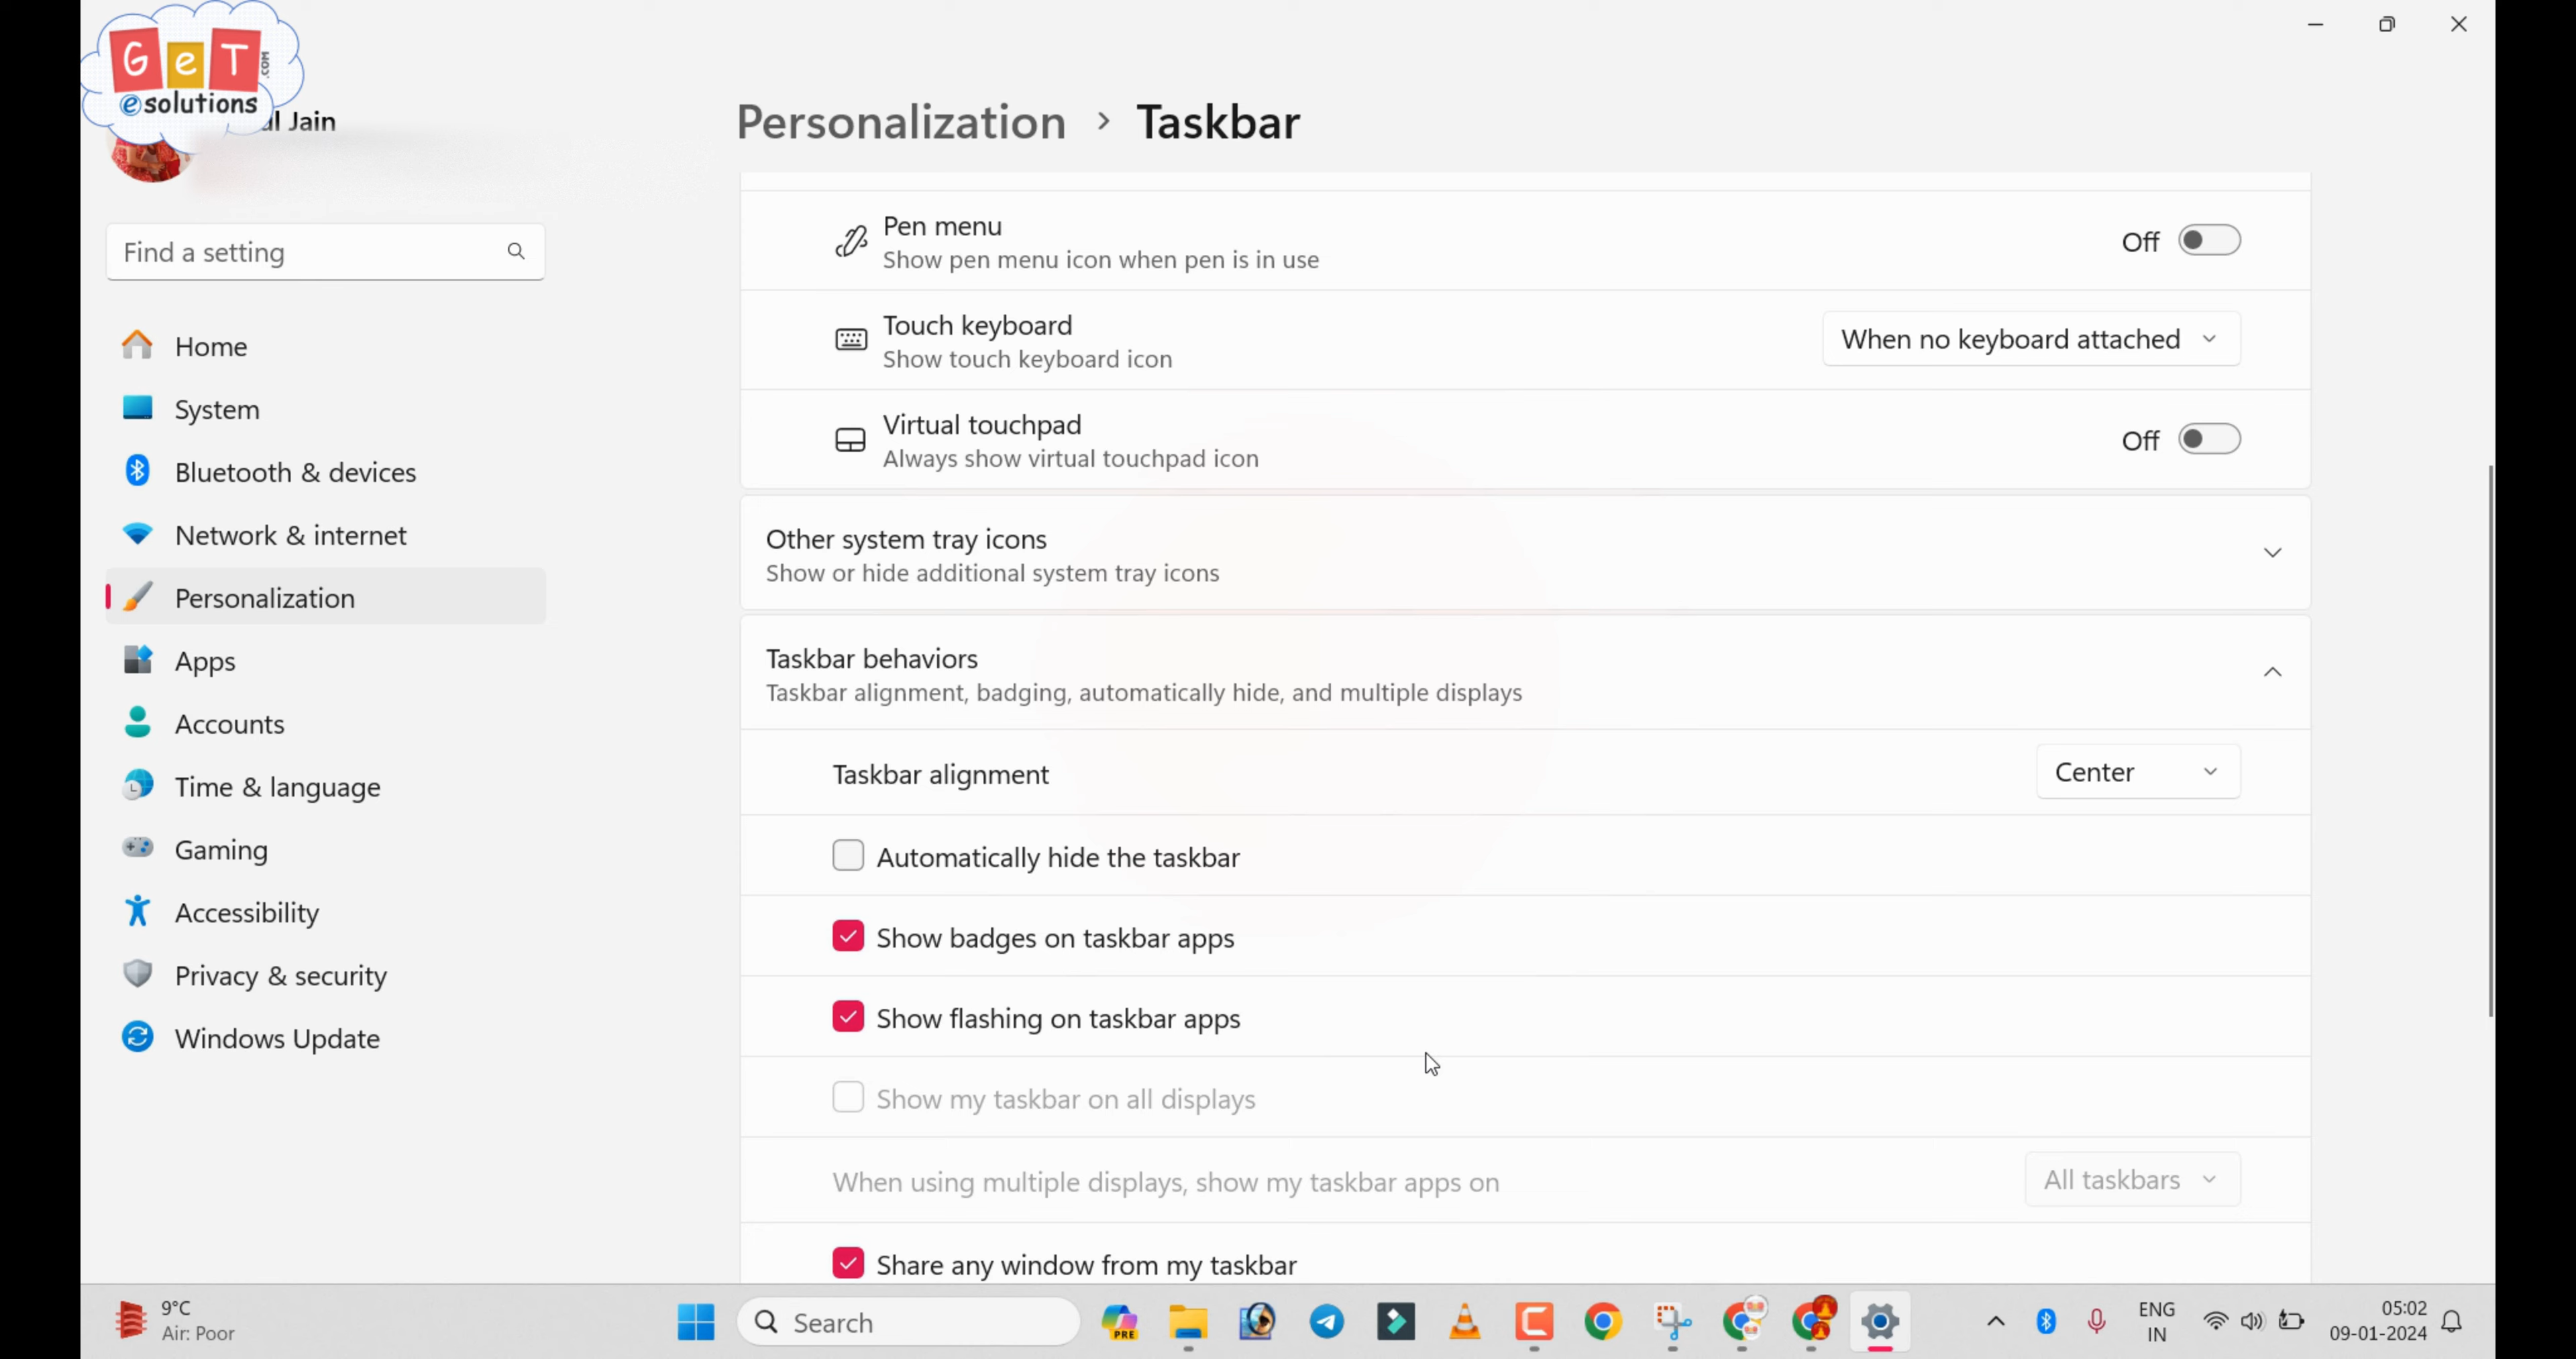 GeT.com
esolutions
al Jain
Personalization > Taskbar
Find a setting
Home
System
Bluetooth & devices
Network & internet
Personalization
Apps
Accounts
Time & language
Gaming
Accessibility
Privacy & security
Windows Update
Pen menu
Show pen menu icon when pen is in use
Off
Touch keyboard
Show touch keyboard icon
When no keyboard attached
Virtual touchpad
Always show virtual touchpad icon
Off
Other system tray icons
Show or hide additional system tray icons
Taskbar behaviors
Taskbar alignment, badging, automatically hide, and multiple displays
Taskbar alignment
Center
Automatically hide the taskbar
Show badges on taskbar apps
Show flashing on taskbar apps
Show my taskbar on all displays
When using multiple displays, show my taskbar apps on
All taskbars
Share any window from my taskbar
9°C
Air: Poor
Search
PRE
ENG
IN
05:02
09-01-2024